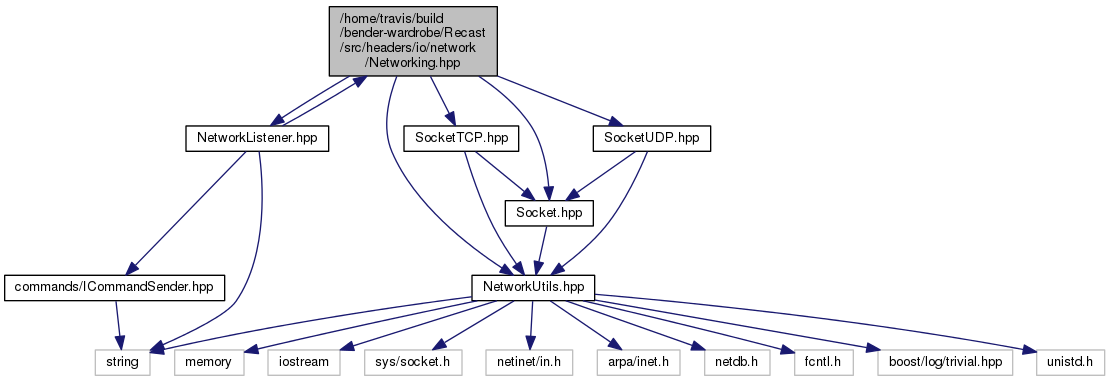 /home/travis/build
/bender-wardrobe/Recast
/src/headers/io/network
/Networking.hpp
NetworkListener.hpp
SocketTCP.hpp
SocketUDP.hpp
Socket.hpp
commands/ICommandSender.hpp
NetworkUtils.hpp
string
memory
iostream
sys/socket.h
netinet/in.h
arpa/inet.h
netdb.h
fcntl.h
boost/log/trivial.hpp
unistd.h